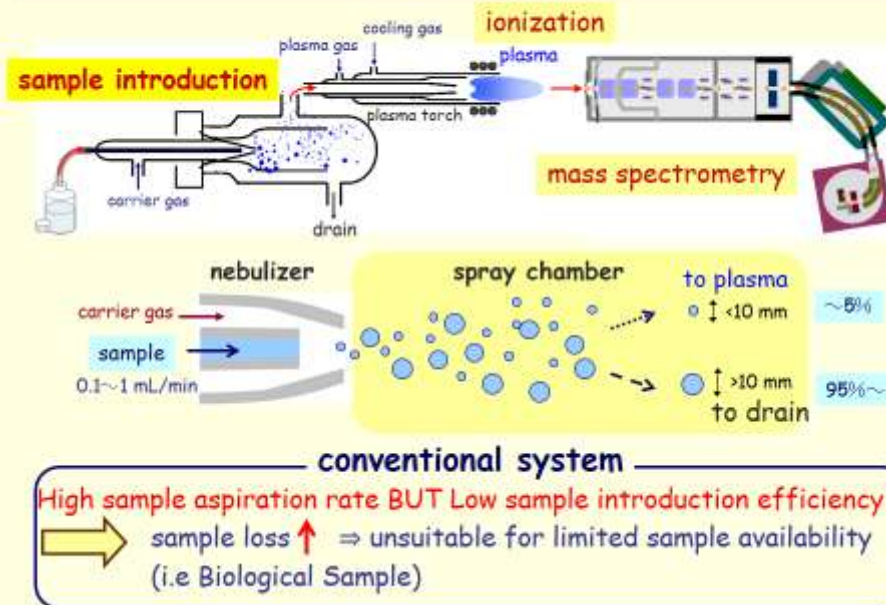 ionization
cooling gas
plasma gas
plasma
sample introduction
plasma torch
mass spectrometry
carrier gas
drain
nebulizer
spray chamber
to plasma
carrier gas
<10 mm
~5%
sample
0.1~1 mL/min
>10 mm
95%~
to drain
conventional system
High sample aspiration rate BUT Low sample introduction efficiency
sample loss ↑ ⇒ unsuitable for limited sample availability
(i.e Biological Sample)